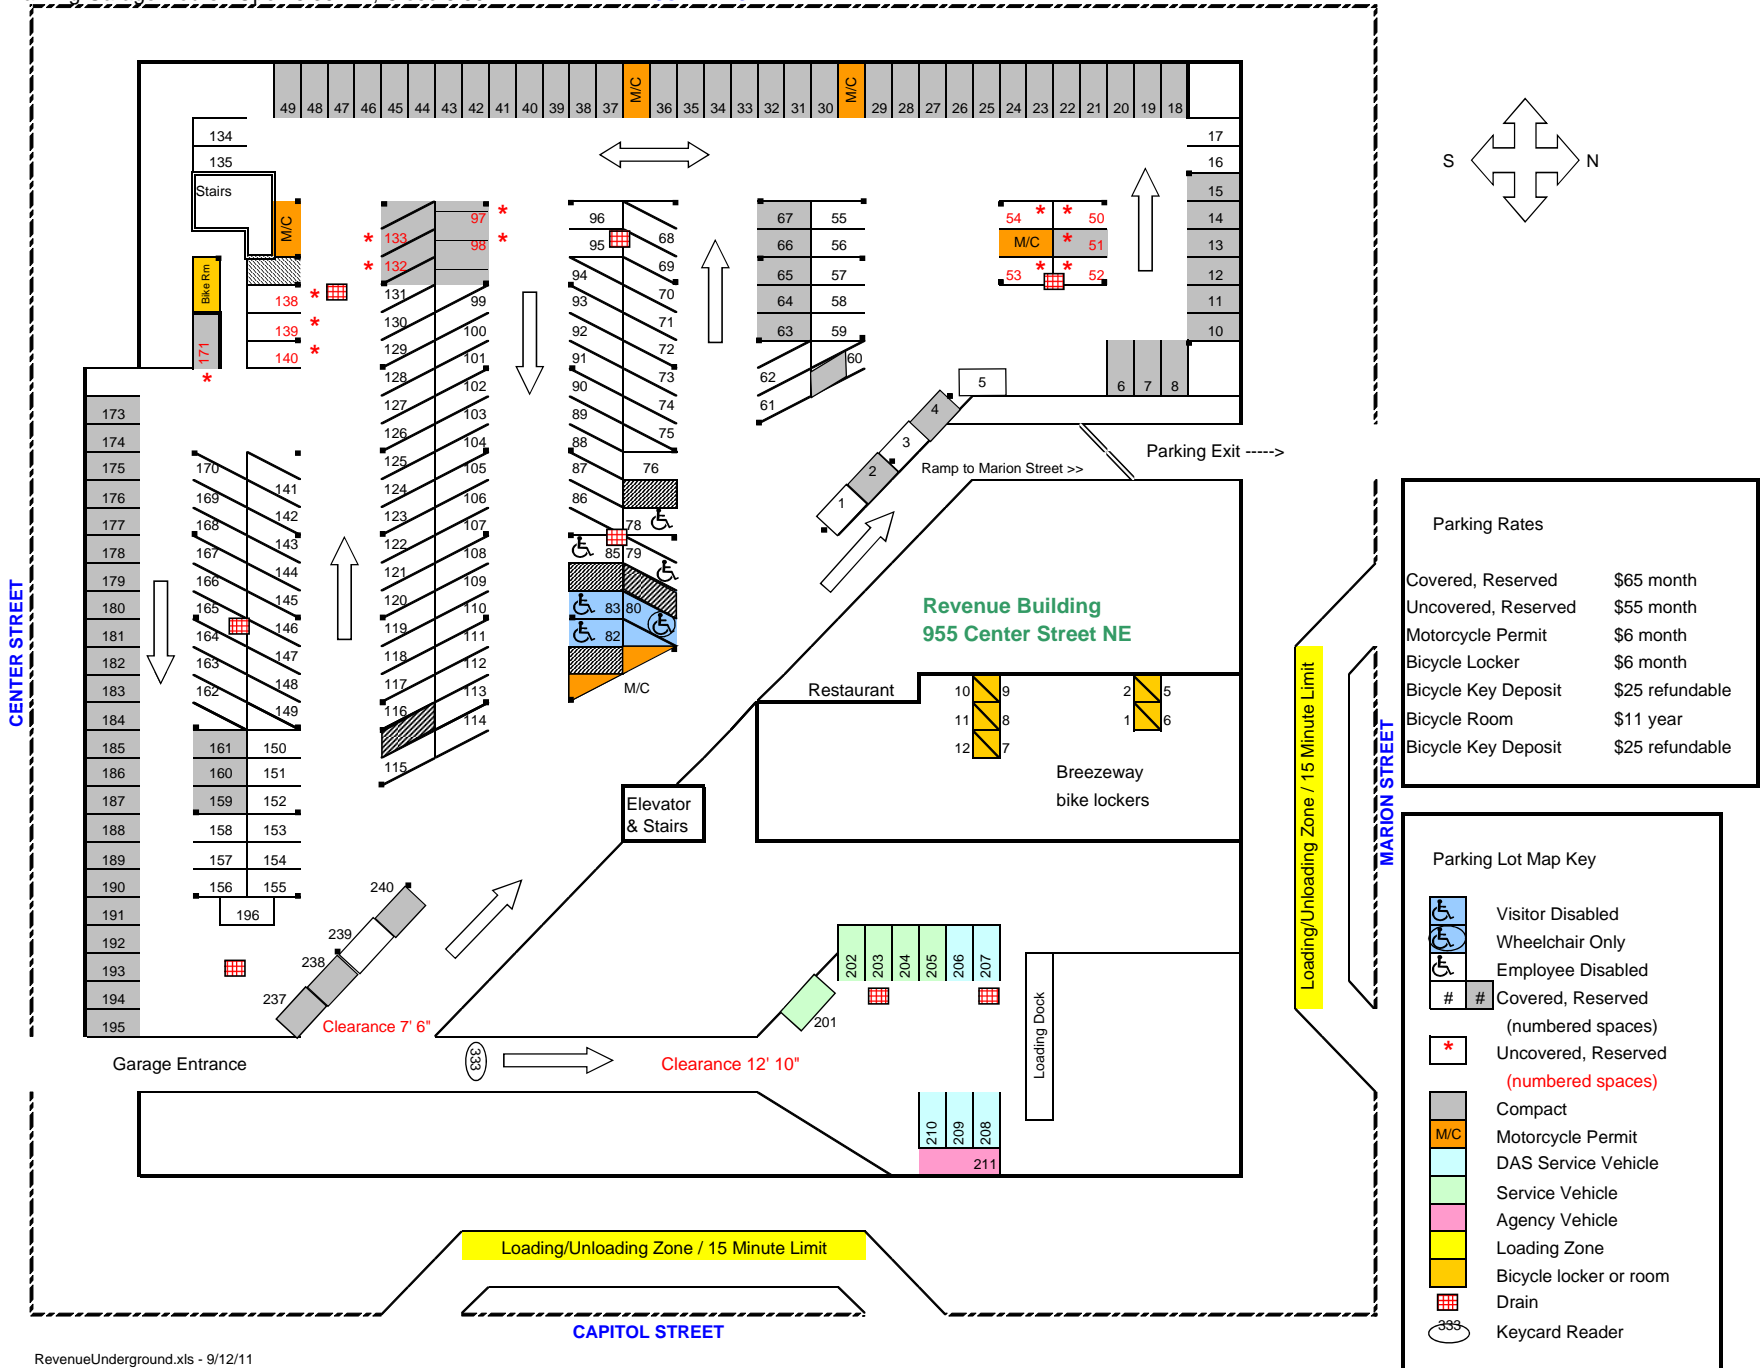 49 48 47 46 45 44 43 42 41 40 39 38 37 M/C 36 35 34 33 32 31 30 M/C 29 28 27 26 25 24 23 22 21 20 19 18
134
135
Stairs
M/C
Bike Rm
138 *
139 *
140 *
171
*
17
16
15
14
13
12
11
10
6 7 8
54 * * 50
M/C * 51
53 * * 52
67 55
66 56
65 57
64 58
63 59
60
62
61
96
95
68
69
94
70
93
71
92
72
91
73
90
74
89
75
88
87
76
86
78
85 79
83 80
82
M/C
97 *
* 133
98 *
* 132
131
99
130
100
129
101
128
102
127
103
126
104
125
105
124
106
123
107
122
108
121
109
120
110
119
111
118
112
117
113
116
114
115
173
174
175
176
177
178
179
180
181
182
183
184
185
186
187
188
189
190
191
192
193
194
195
170
141
169
142
168
143
167
144
166
145
165
146
164
147
163
148
162
149
161 150
160 151
159 152
158 153
157 154
156 155
196
240
239
238
237
5
4
3
2
1
Parking Exit ----->
Ramp to Marion Street >>
Revenue Building
955 Center Street NE
Restaurant
10 9
11 8
12 7
2 5
1 6
Breezeway
bike lockers
Elevator
& Stairs
202 203 204 205 206 207
201
Loading Dock
210 209 208
211
Clearance 7' 6"
Garage Entrance
333
Clearance 12' 10"
Loading/Unloading Zone / 15 Minute Limit
CAPITOL STREET
CENTER STREET
Loading/Unloading Zone / 15 Minute Limit
MARION STREET
S N
Parking Rates
Covered, Reserved $65 month
Uncovered, Reserved $55 month
Motorcycle Permit $6 month
Bicycle Locker $6 month
Bicycle Key Deposit $25 refundable
Bicycle Room $11 year
Bicycle Key Deposit $25 refundable
Parking Lot Map Key
Visitor Disabled
Wheelchair Only
Employee Disabled
# # Covered, Reserved
(numbered spaces)
* Uncovered, Reserved
(numbered spaces)
Compact
M/C Motorcycle Permit
DAS Service Vehicle
Service Vehicle
Agency Vehicle
Loading Zone
Bicycle locker or room
Drain
333 Keycard Reader
RevenueUnderground.xls - 9/12/11